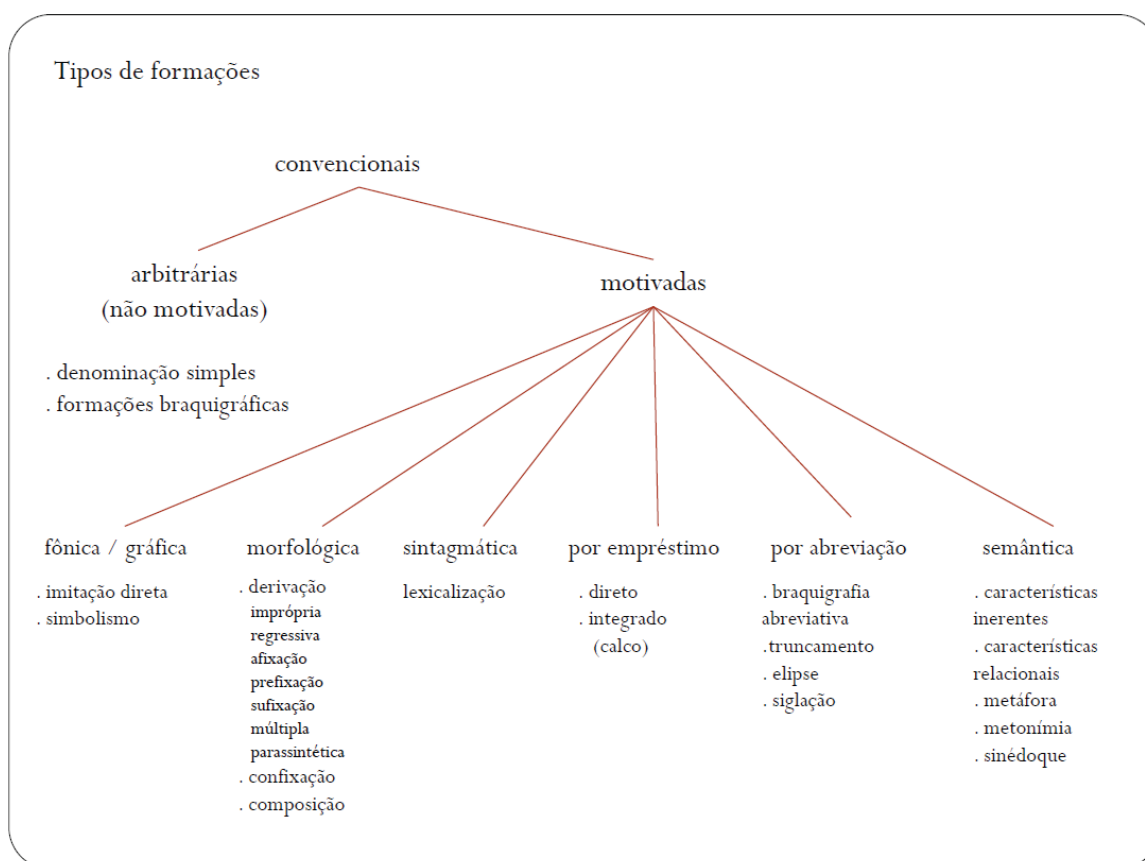 Tipos de formações
convencionais
arbitrárias
(não motivadas)
motivadas
. denominação simples
. formações braquigráficas
fônica / gráfica
. imitação direta
. simbolismo
morfológica
. derivação
imprópria
regressiva
afixação
prefixação
sufixação
múltipla
parassintética
. confixação
. composição
sintagmática
lexicalização
por empréstimo
. direto
. integrado
(calco)
por abreviação
. braquigrafia
abreviativa
.truncamento
. elipse
. siglação
semântica
. características
inerentes
. características
relacionais
. metáfora
. metonímia
. sinédoque